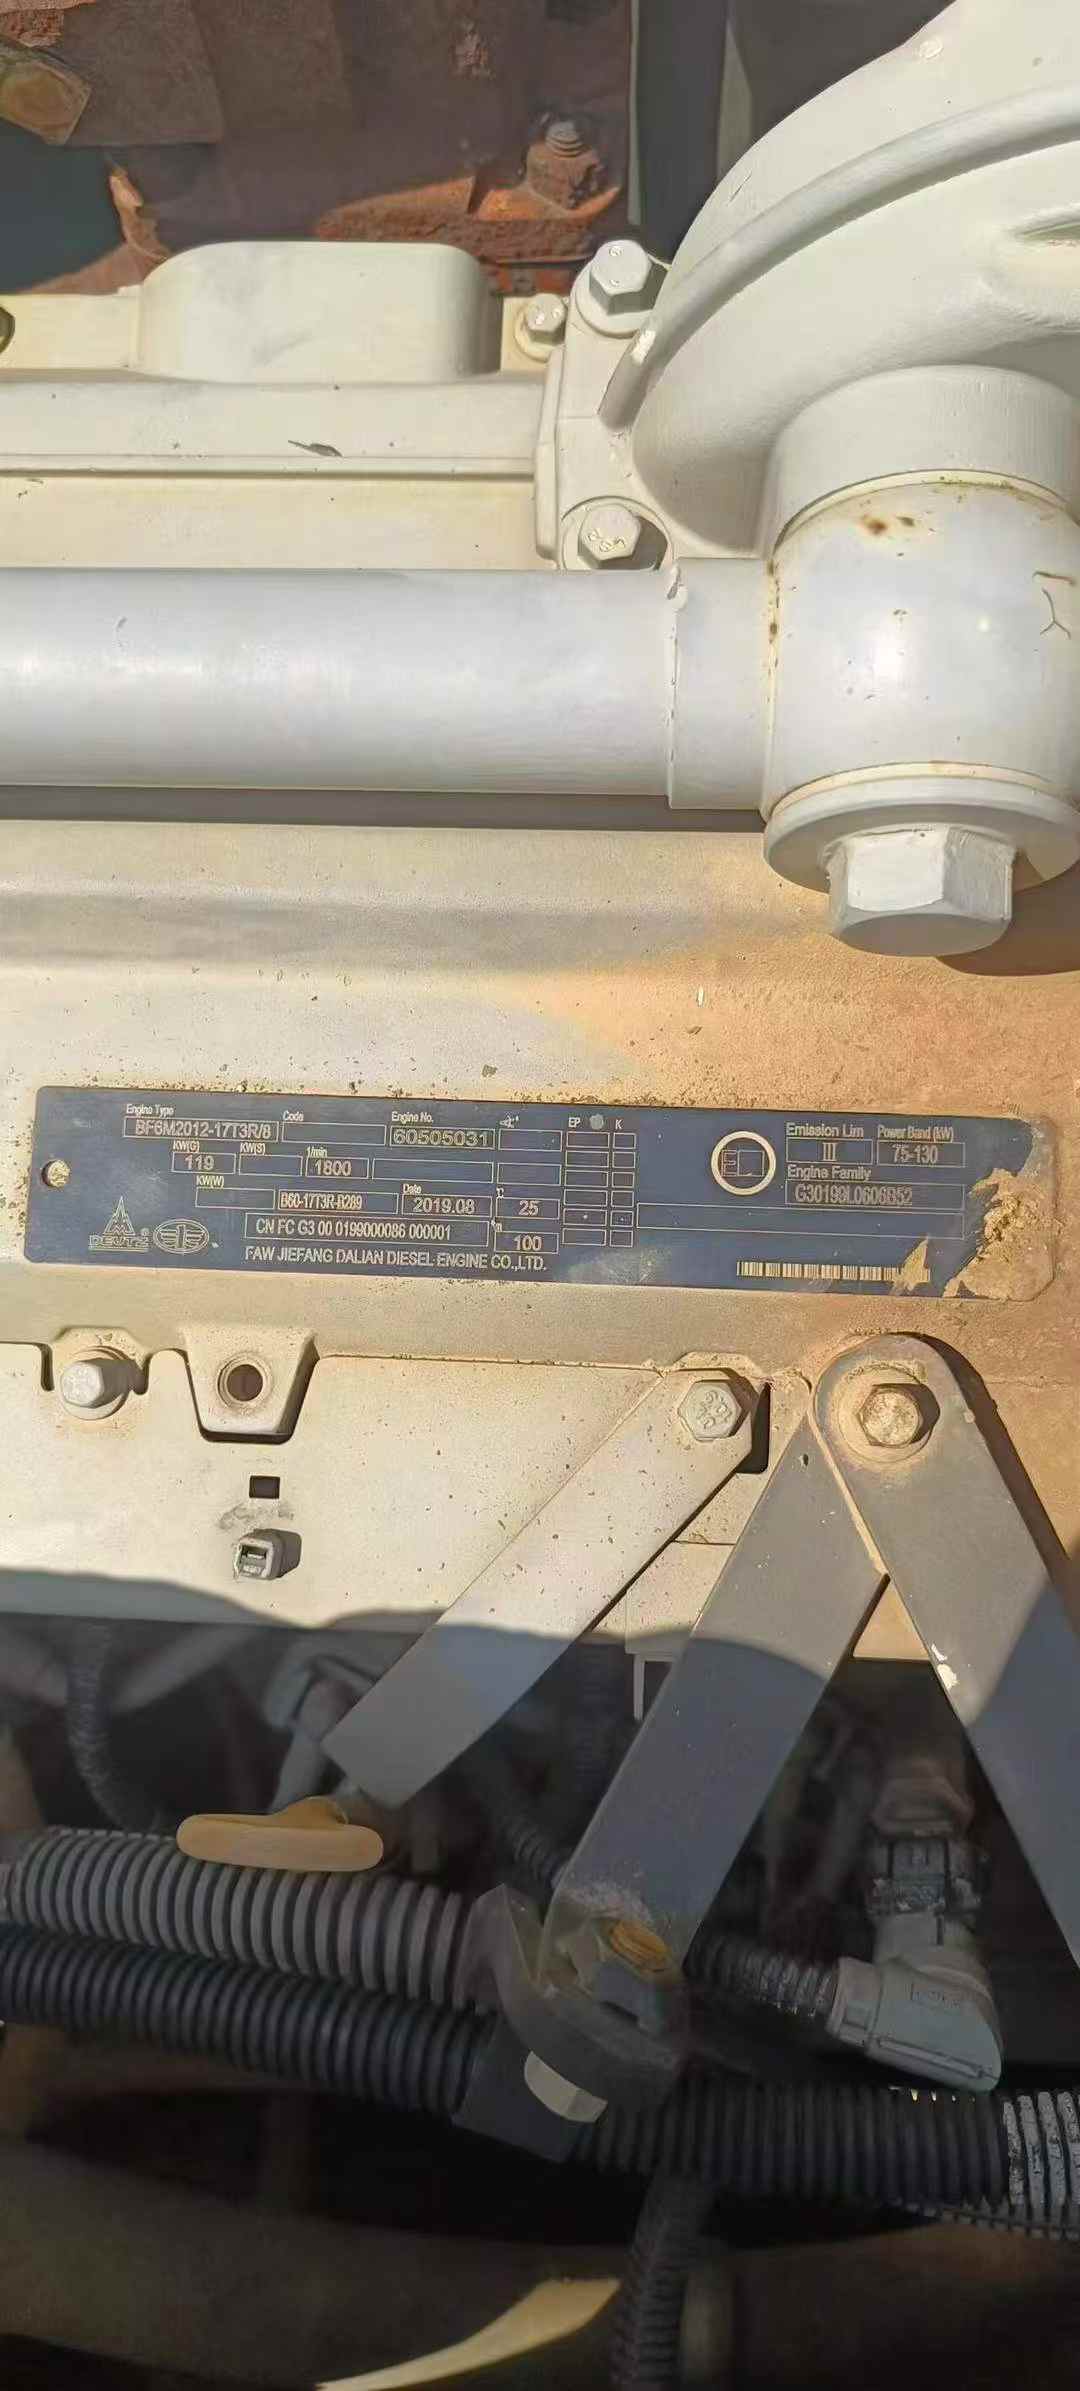 Engine Type Code Engine No. EP K
BF6M2012-17T3R/8 60505031
KW(G) KW(S) 1/min
119 1800
KW(W) Date °C
B60-17T3R-B289 2019.08 25
CN FC G3 00 0199000086 000001 100
DEUTZ ®
FAW JIEFANG DALIAN DIESEL ENGINE CO.,LTD.
Emission Lim Power Band (kW)
III 75-130
Engine Family
G30199L0606B52